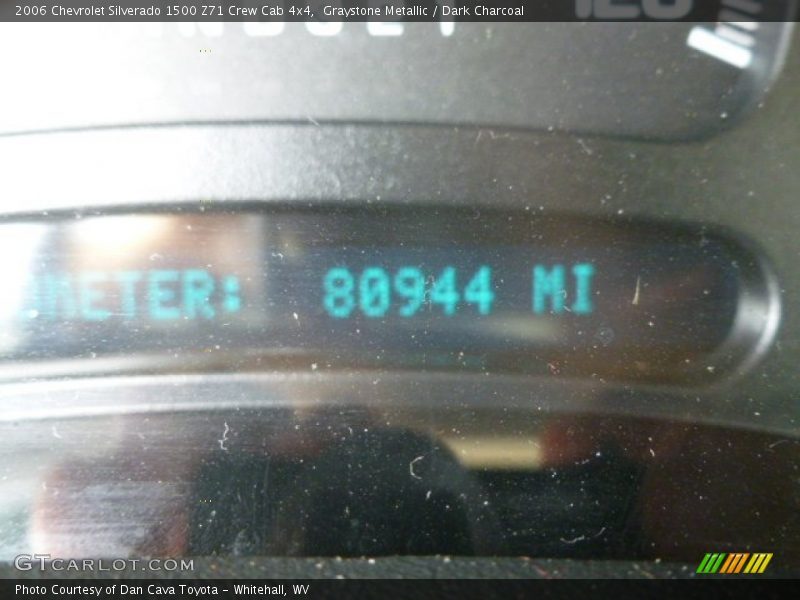 2006 Chevrolet Silverado 1500 Z71 Crew Cab 4x4,  Graystone Metallic / Dark Charcoal
120
80944 MI
GTCARLOT.COM
Photo Courtesy of Dan Cava Toyota - Whitehall, WV